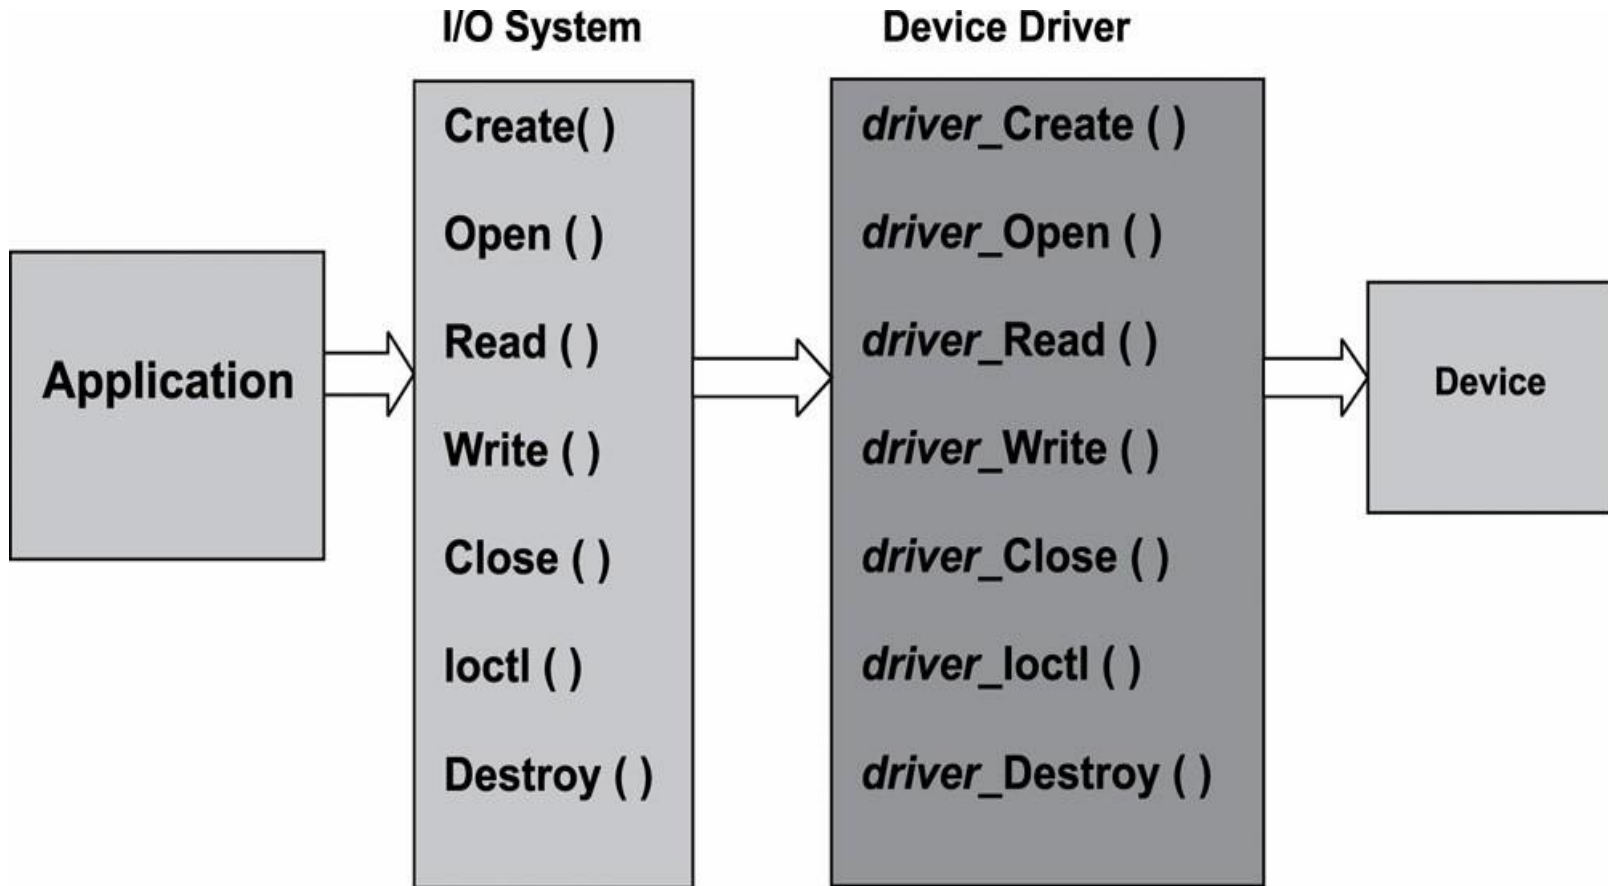 I/O System
Device Driver
Application
Create( )
Open ( )
Read ( )
Write ( )
Close ( )
Ioctl ( )
Destroy ( )
driver_Create ( )
driver_Open ( )
driver_Read ( )
driver_Write ( )
driver_Close ( )
driver_Ioctl ( )
driver_Destroy ( )
Device